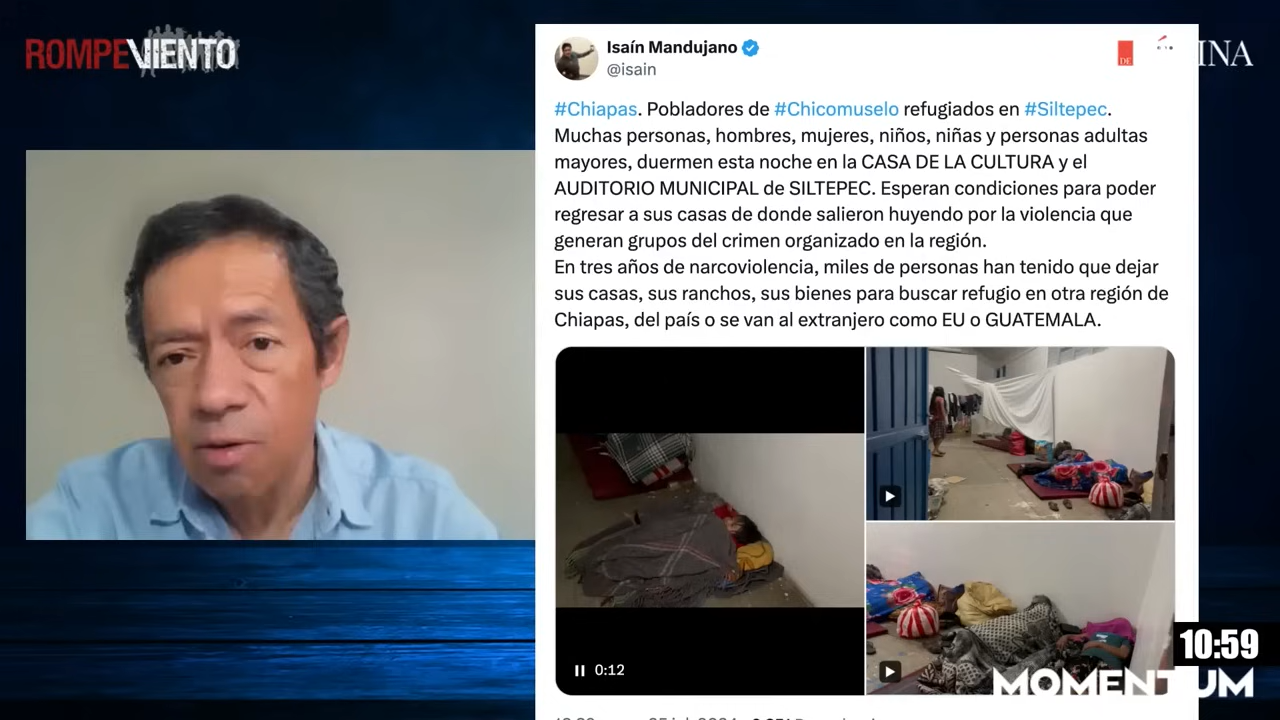 ROMPEVIENTO
Isaín Mandujano
@isain
DE
INA
#Chiapas. Pobladores de #Chicomuselo refugiados en #Siltepec.
Muchas personas, hombres, mujeres, niños, niñas y personas adultas
mayores, duermen esta noche en la CASA DE LA CULTURA y el
AUDITORIO MUNICIPAL de SILTEPEC. Esperan condiciones para poder
regresar a sus casas de donde salieron huyendo por la violencia que
generan grupos del crimen organizado en la región.
En tres años de narcoviolencia, miles de personas han tenido que dejar
sus casas, sus ranchos, sus bienes para buscar refugio en otra región de
Chiapas, del país o se van al extranjero como EU o GUATEMALA.
0:12
10:59
MOMENTUM